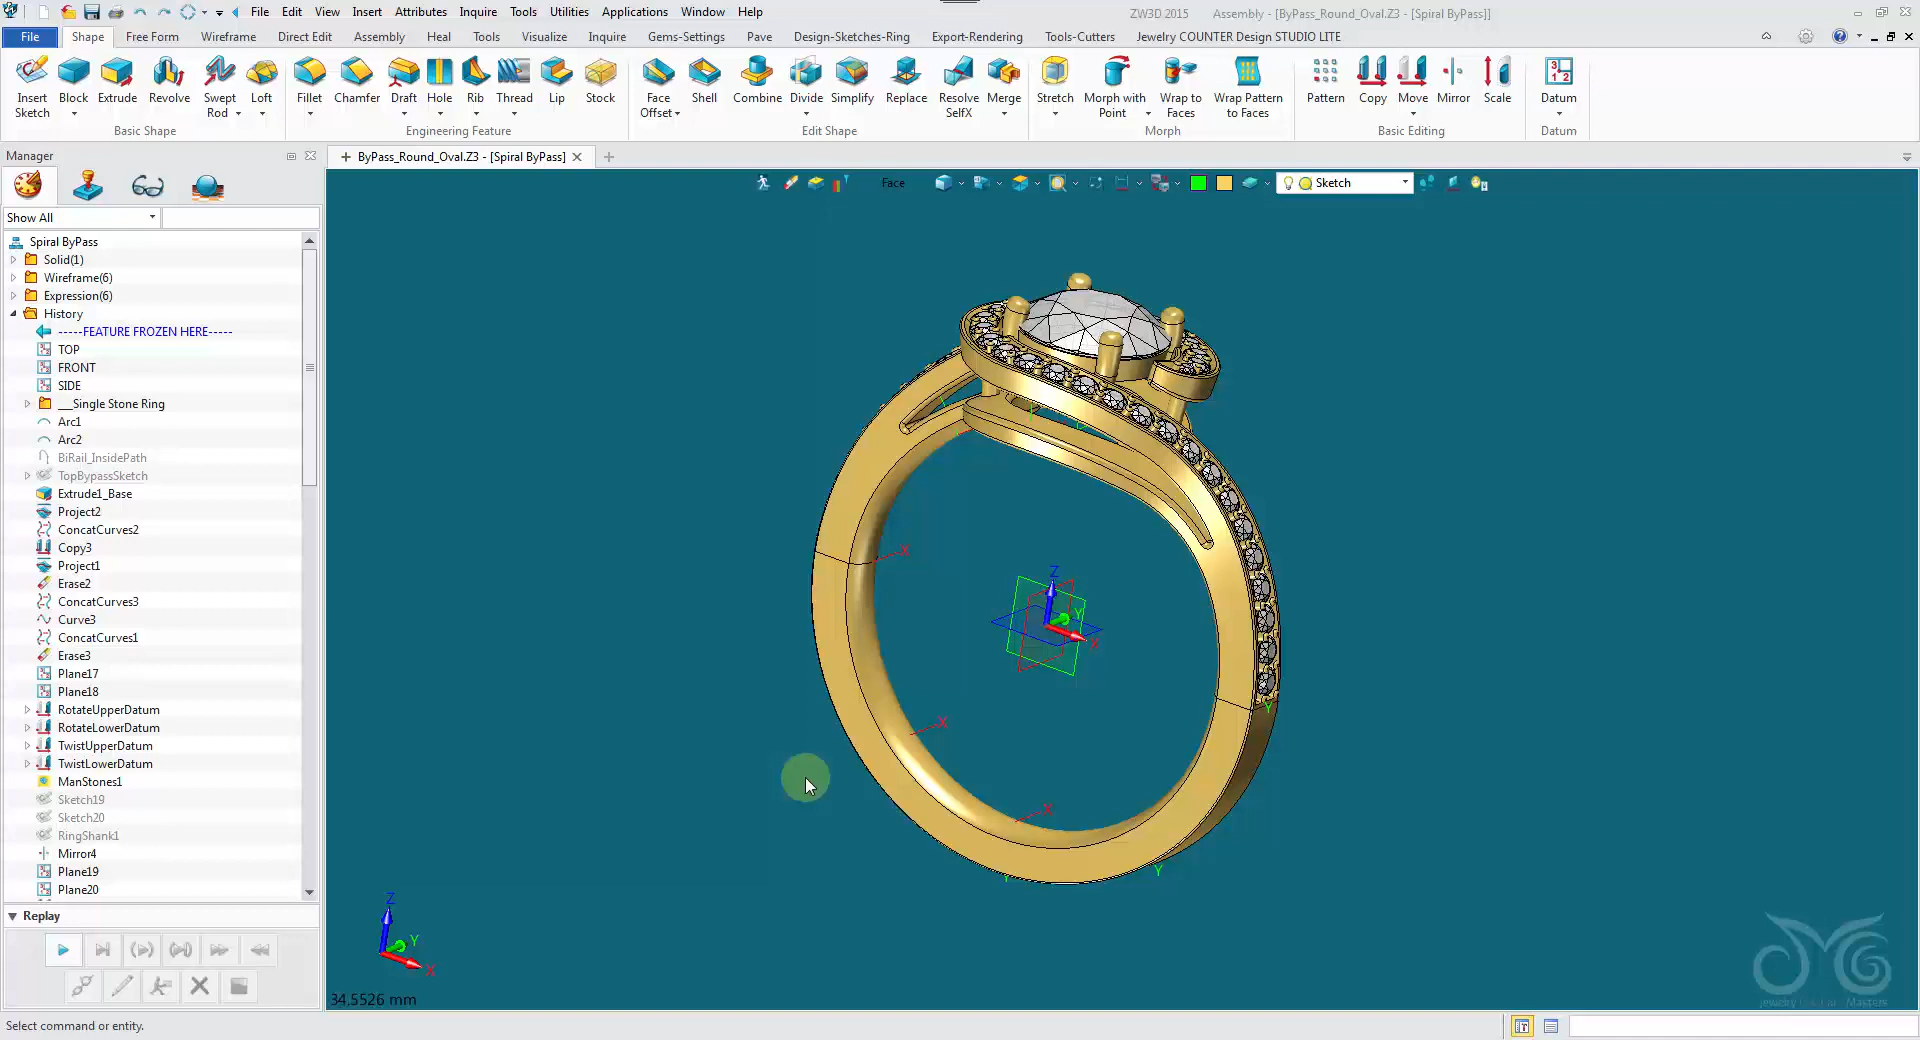 File Edit View Insert Attributes Inquire Tools Utilities Applications Window Help
ZW3D 2015 Assembly - [ByPass_Round_Oval.Z3 - [Spiral ByPass]]
File Shape Free Form Wireframe Direct Edit Assembly Heal Tools Visualize Inquire Gems-Settings Pave Design-Sketches-Ring Export-Rendering Tools-Cutters Jewelry COUNTER Design STUDIO LITE
Insert Sketch Block Extrude Revolve Swept Rod Loft
Fillet Chamfer Draft Hole Rib Thread Lip Stock
Face Offset Shell Combine Divide Simplify Replace Resolve SelfX Merge
Stretch Morph with Point Wrap to Faces Wrap Pattern to Faces
Pattern Copy Move Mirror Scale
Datum
Basic Shape Engineering Feature Edit Shape Morph Basic Editing Datum
Manager
ByPass_Round_Oval.Z3 - [Spiral ByPass]
Face
Sketch
Show All
Spiral ByPass
Solid(1)
Wireframe(6)
Expression(6)
History
-----FEATURE FROZEN HERE-----
TOP
FRONT
SIDE
___Single Stone Ring
Arc1
Arc2
BiRail_InsidePath
TopBypassSketch
Extrude1_Base
Project2
ConcatCurves2
Copy3
Project1
Erase2
ConcatCurves3
Curve3
ConcatCurves1
Erase3
Plane17
Plane18
RotateUpperDatum
RotateLowerDatum
TwistUpperDatum
TwistLowerDatum
ManStones1
Sketch19
Sketch20
RingShank1
Mirror4
Plane19
Plane20
Replay
X
Z
Y
X
X
Y
X
Y
Y
Z
Y
X
34.5526 mm
Select command or entity.